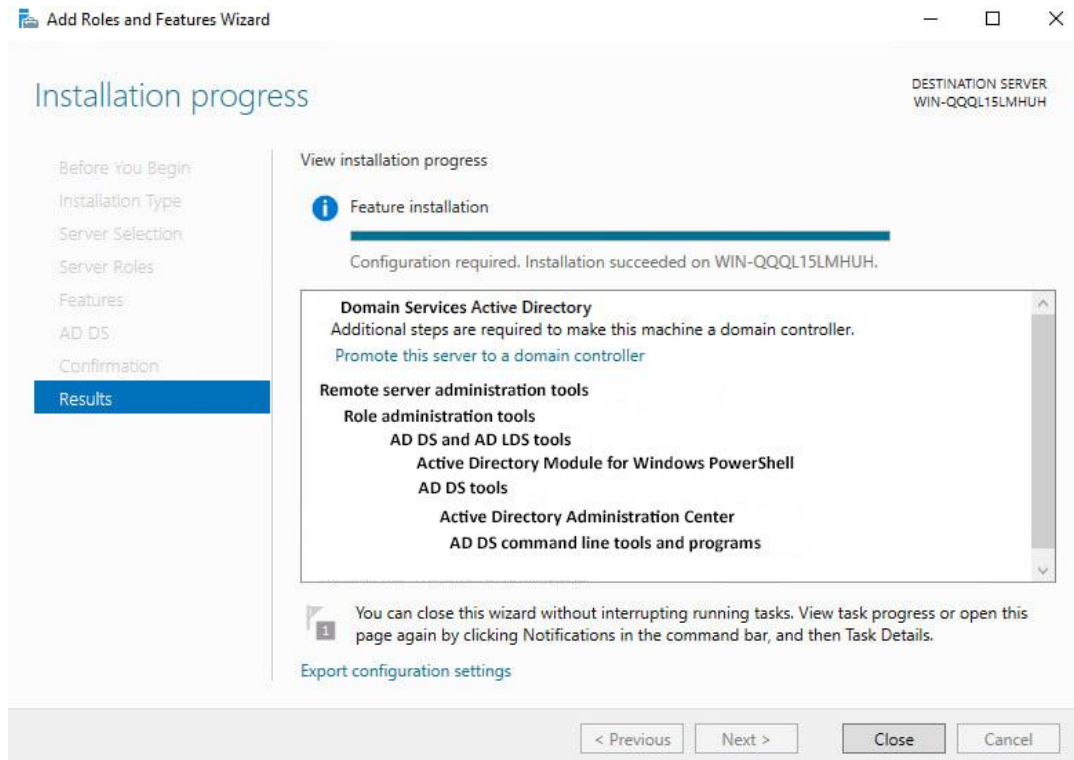 Add Roles and Features Wizard
Installation progress
DESTINATION SERVER
WIN-QQQL15LMHUH
Before You Begin
Installation Type
Server Selection
Server Roles
Features
AD DS
Confirmation
Results
View installation progress
Feature installation
Configuration required. Installation succeeded on WIN-QQQL15LMHUH.
Domain Services Active Directory
Additional steps are required to make this machine a domain controller.
Promote this server to a domain controller
Remote server administration tools
Role administration tools
AD DS and AD LDS tools
Active Directory Module for Windows PowerShell
AD DS tools
Active Directory Administration Center
AD DS command line tools and programs
1
You can close this wizard without interrupting running tasks. View task progress or open this
page again by clicking Notifications in the command bar, and then Task Details.
Export configuration settings
< Previous
Next >
Close
Cancel